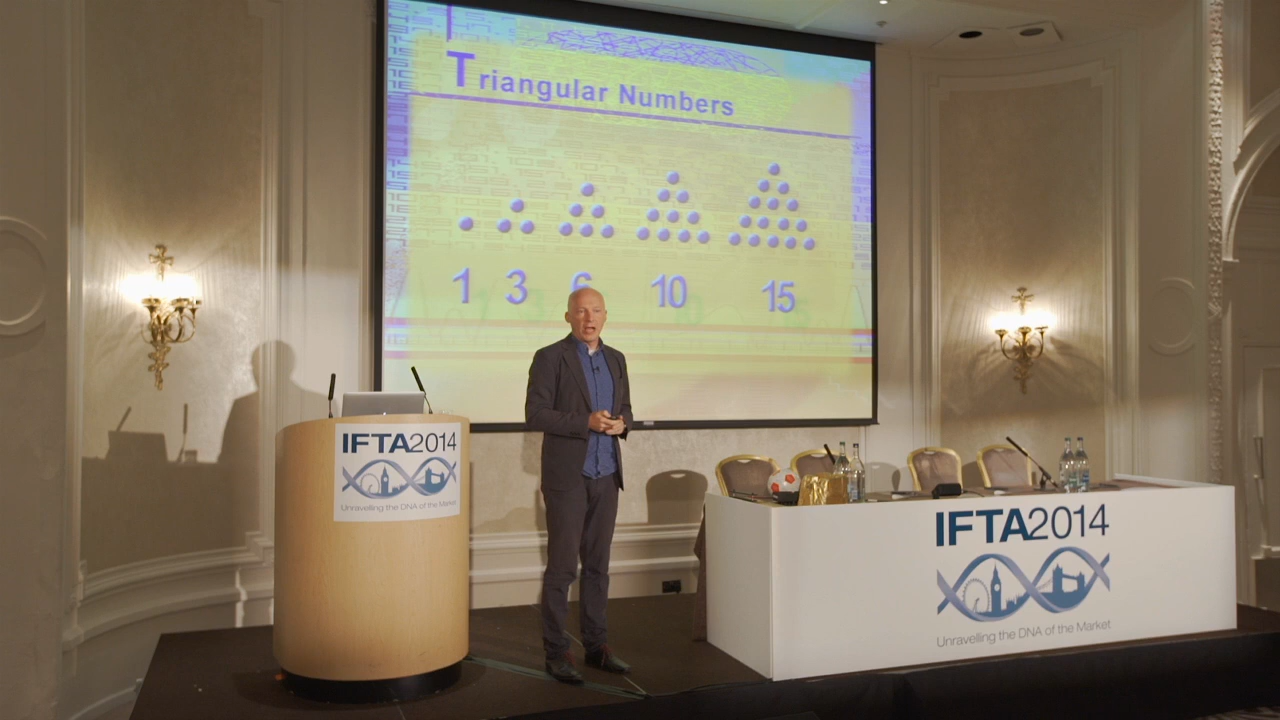 Triangular Numbers
1 3 6 10 15
IFTA2014
Unravelling the DNA of the Market
IFTA2014
Unravelling the DNA of the Market